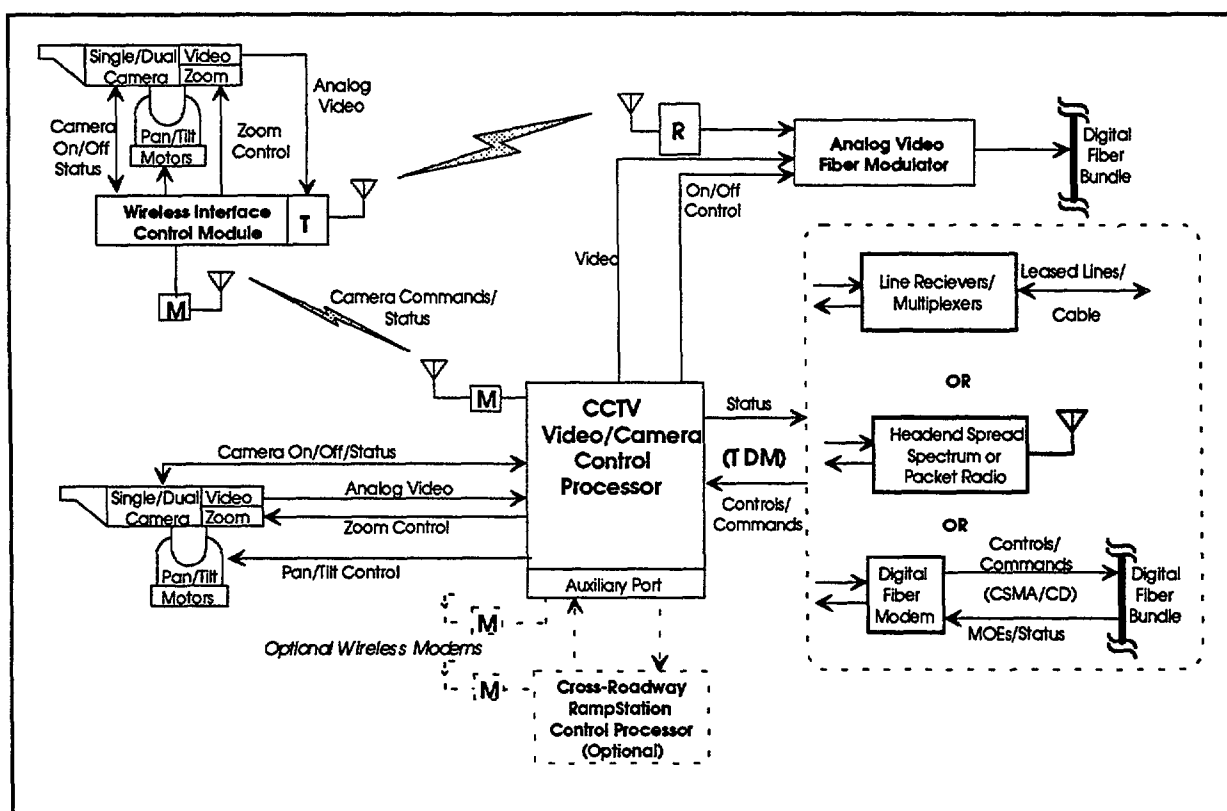 Single/Dual
Camera
Video
Zoom
Analog
Video
Camera
On/Off
Status
Pan/Tilt
Motors
Zoom
Control
Wireless Interface
Control Module
T
M
R
Analog Video
Fiber Modulator
Digital
Fiber
Bundle
On/Off
Control
Video
Camera Commands/
Status
M
CCTV
Video/Camera
Control
Processor
Auxiliary Port
Status
(TDM)
Controls/
Commands
Line Recievers/
Multiplexers
Leased Lines/
Cable
OR
Headend Spread
Spectrum or
Packet Radio
OR
Digital
Fiber
Modem
Controls/
Commands
(CSMA/CD)
MOEs/Status
Digital
Fiber
Bundle
Camera On/Off/Status
Single/Dual
Camera
Video
Zoom
Analog Video
Zoom Control
Pan/Tilt
Motors
Pan/Tilt Control
M
Optional Wireless Modems
M
Cross-Roadway
RampStation
Control Processor
(Optional)